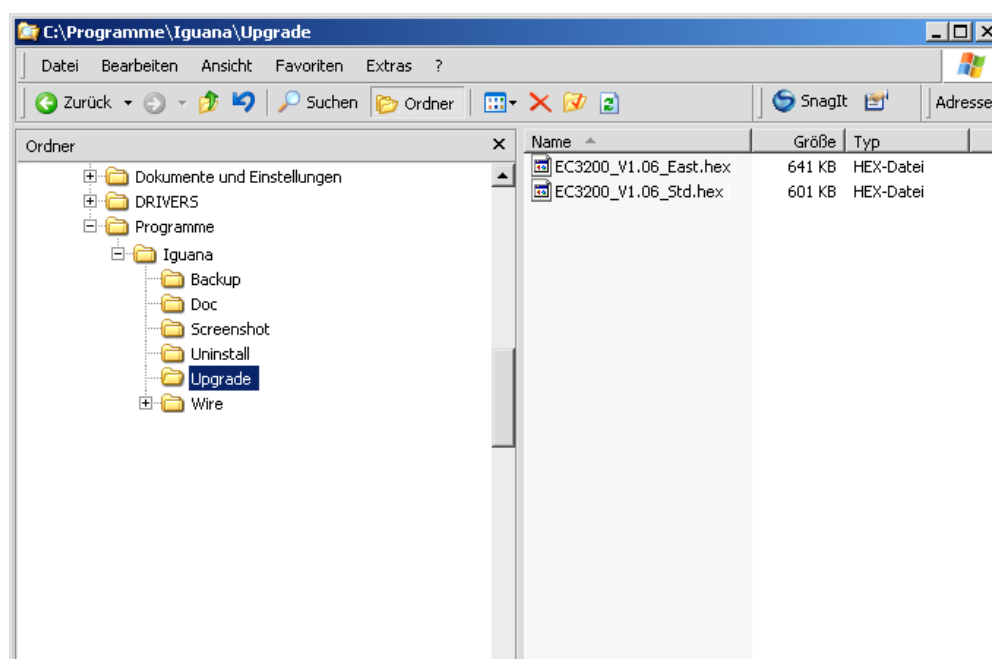 C:\Programme\Iguana\Upgrade
Datei Bearbeiten Ansicht Favoriten Extras ?
Zurück Suchen Ordner SnagIt Adresse
Ordner
Name Größe Typ
Dokumente und Einstellungen
DRIVERS
Programme
Iguana
Backup
Doc
Screenshot
Uninstall
Upgrade
Wire
EC3200_V1.06_East.hex 641 KB HEX-Datei
EC3200_V1.06_Std.hex 601 KB HEX-Datei